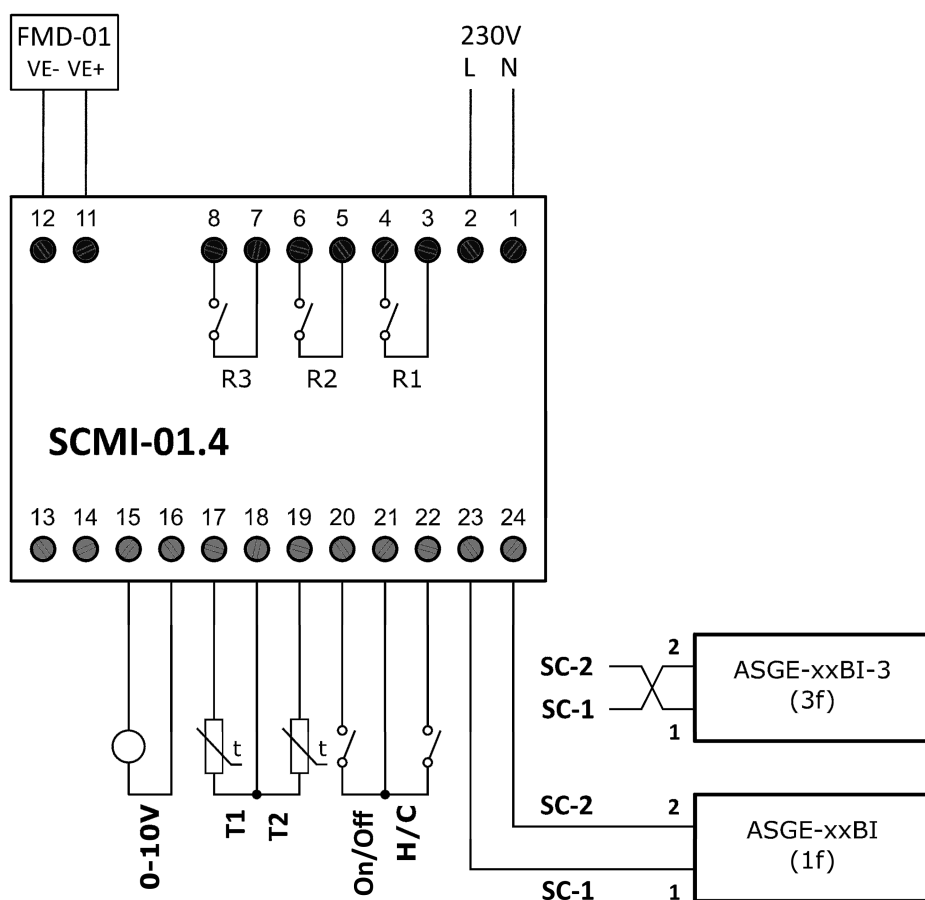 FMD-01
VE- VE+
230V
L N
12 11 8 7 6 5 4 3 2 1
R3 R2 R1
SCMI-01.4
13 14 15 16 17 18 19 20 21 22 23 24
0-10V
t
T1
T2
t
On/Off
H/C
SC-2 2
SC-1 1
ASGE-xxBI-3
(3f)
SC-2 2
SC-1 1
ASGE-xxBI
(1f)